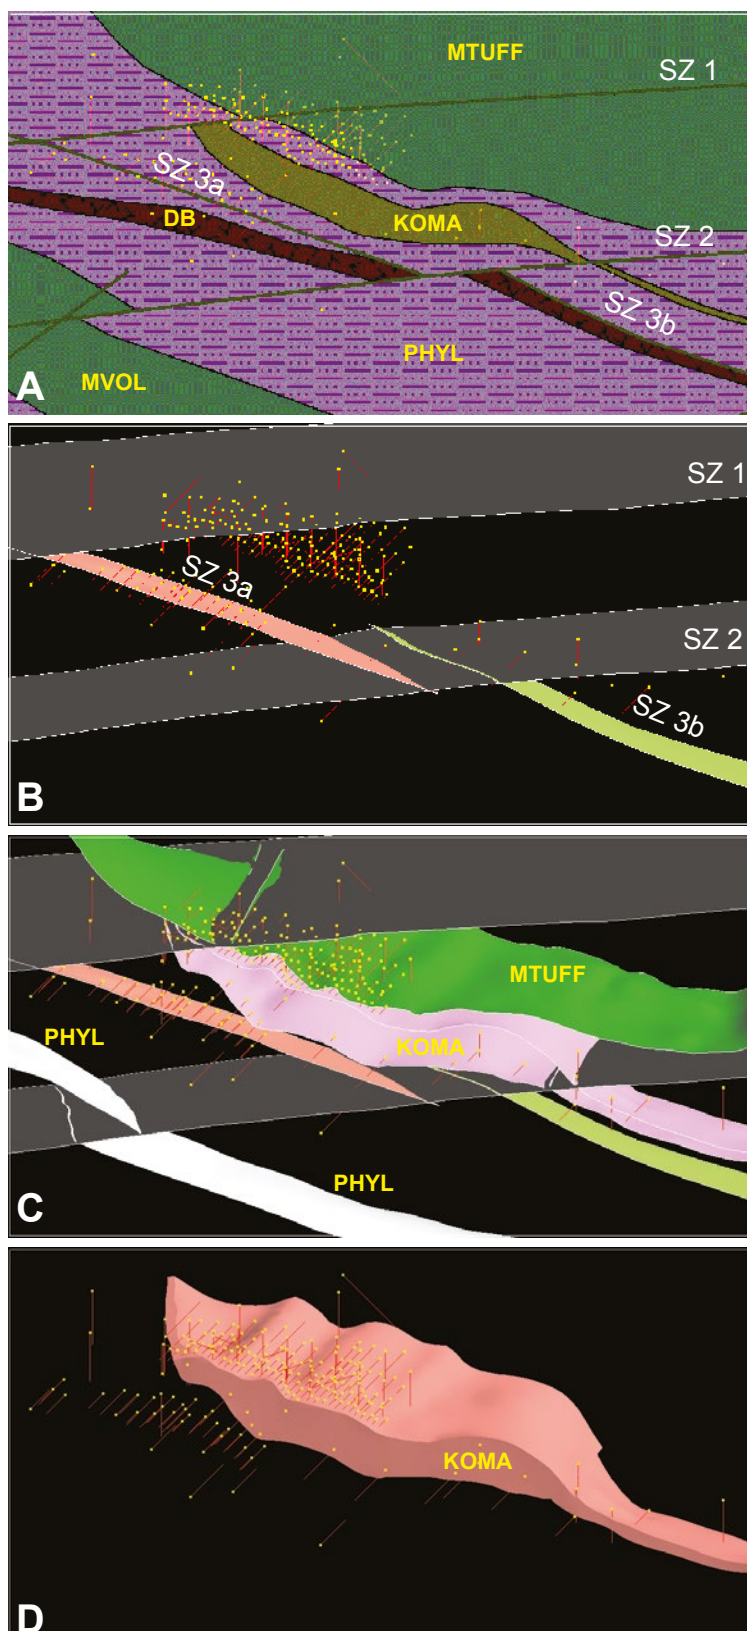 MTUFF
SZ 1
SZ 3a
DB
KOMA
SZ 2
SZ 3b
PHYL
MVOL
A
SZ 1
SZ 3a
SZ 2
SZ 3b
B
MTUFF
KOMA
PHYL
PHYL
C
KOMA
D